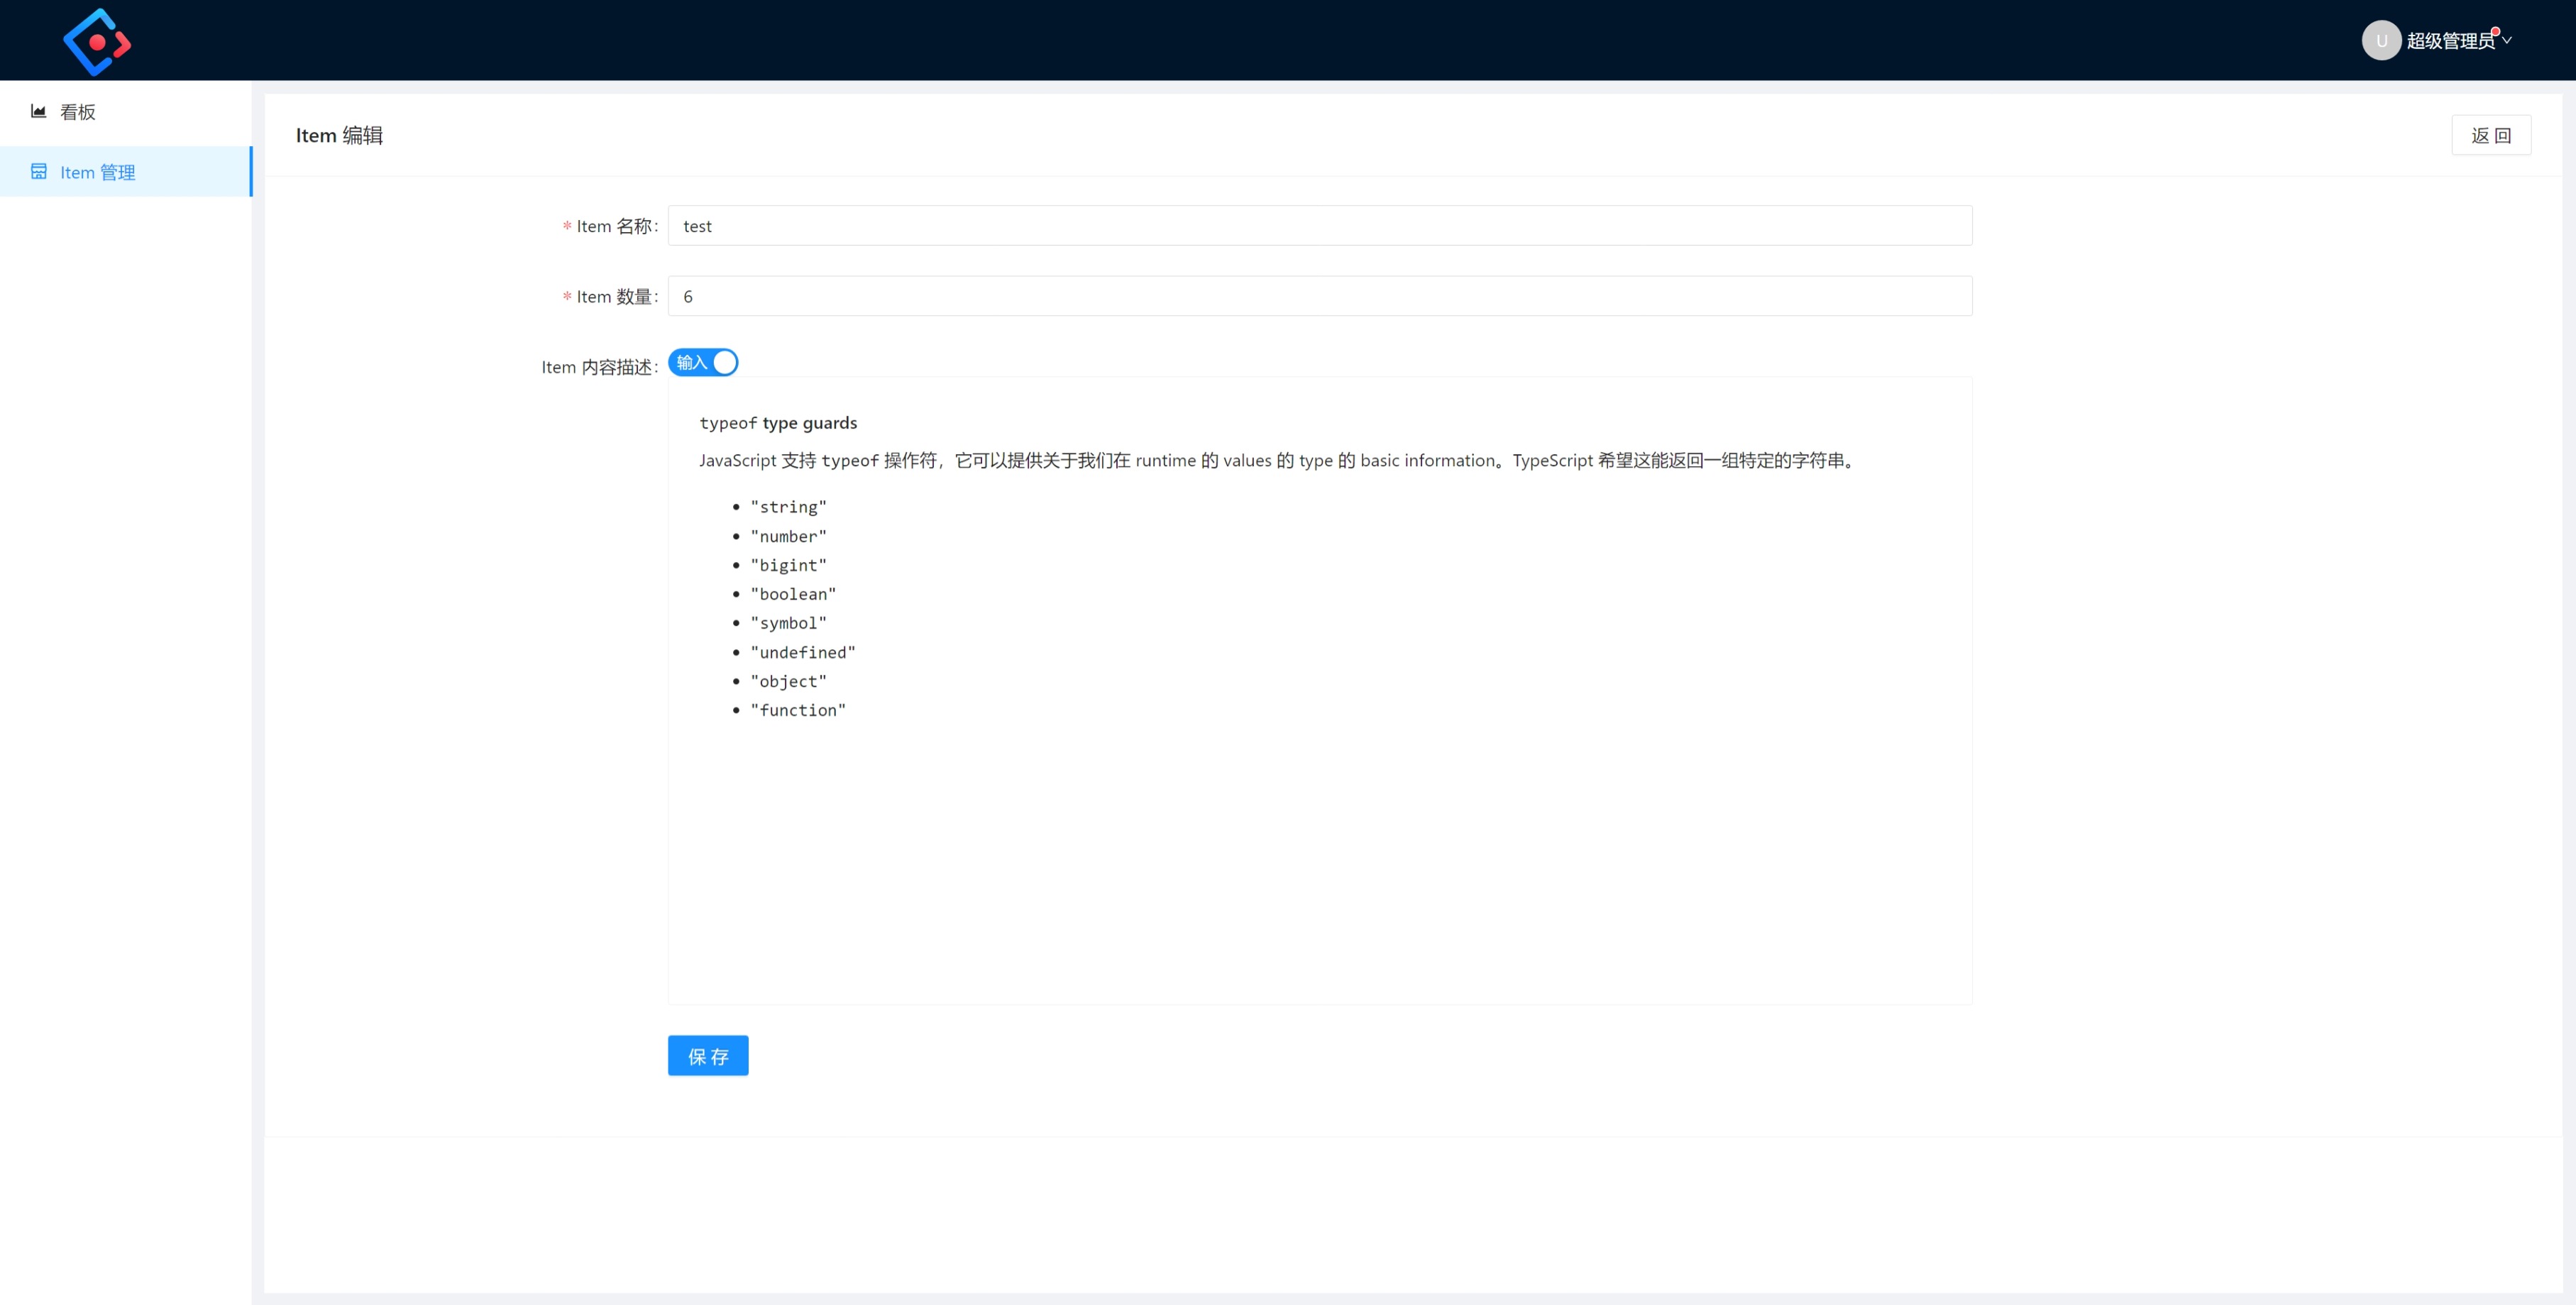 U 超级管理员
看板
Item 管理
Item 编辑
返 回
* Item 名称:
test
* Item 数量:
6
Item 内容描述:
输入
typeof type guards
JavaScript 支持 typeof 操作符，它可以提供关于我们在 runtime 的 values 的 type 的 basic information。TypeScript 希望这能返回一组特定的字符串。
• "string"
• "number"
• "bigint"
• "boolean"
• "symbol"
• "undefined"
• "object"
• "function"
保 存